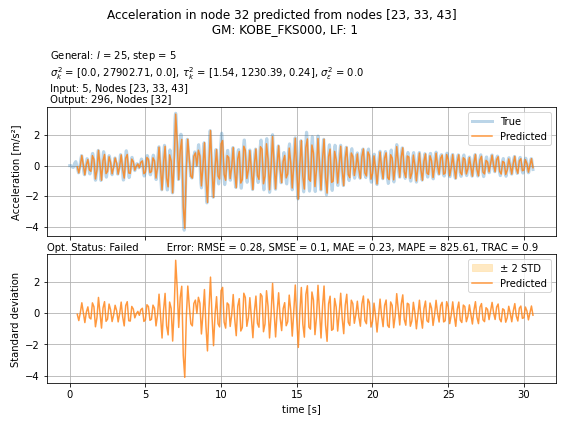 Acceleration in node 32 predicted from nodes [23, 33, 43]
GM: KOBE_FKS000, LF: 1
General: l = 25, step = 5
σ²ₖ = [0.0, 27902.71, 0.0], τ²ₖ = [1.54, 1230.39, 0.24], σ²ε = 0.0
Input: 5, Nodes [23, 33, 43]
Output: 296, Nodes [32]
Acceleration [m/s²]
2
0
−2
−4
True
Predicted
Opt. Status: Failed Error: RMSE = 0.28, SMSE = 0.1, MAE = 0.23, MAPE = 825.61, TRAC = 0.9
Standard deviation
2
0
−2
−4
± 2 STD
Predicted
0 5 10 15 20 25 30
time [s]